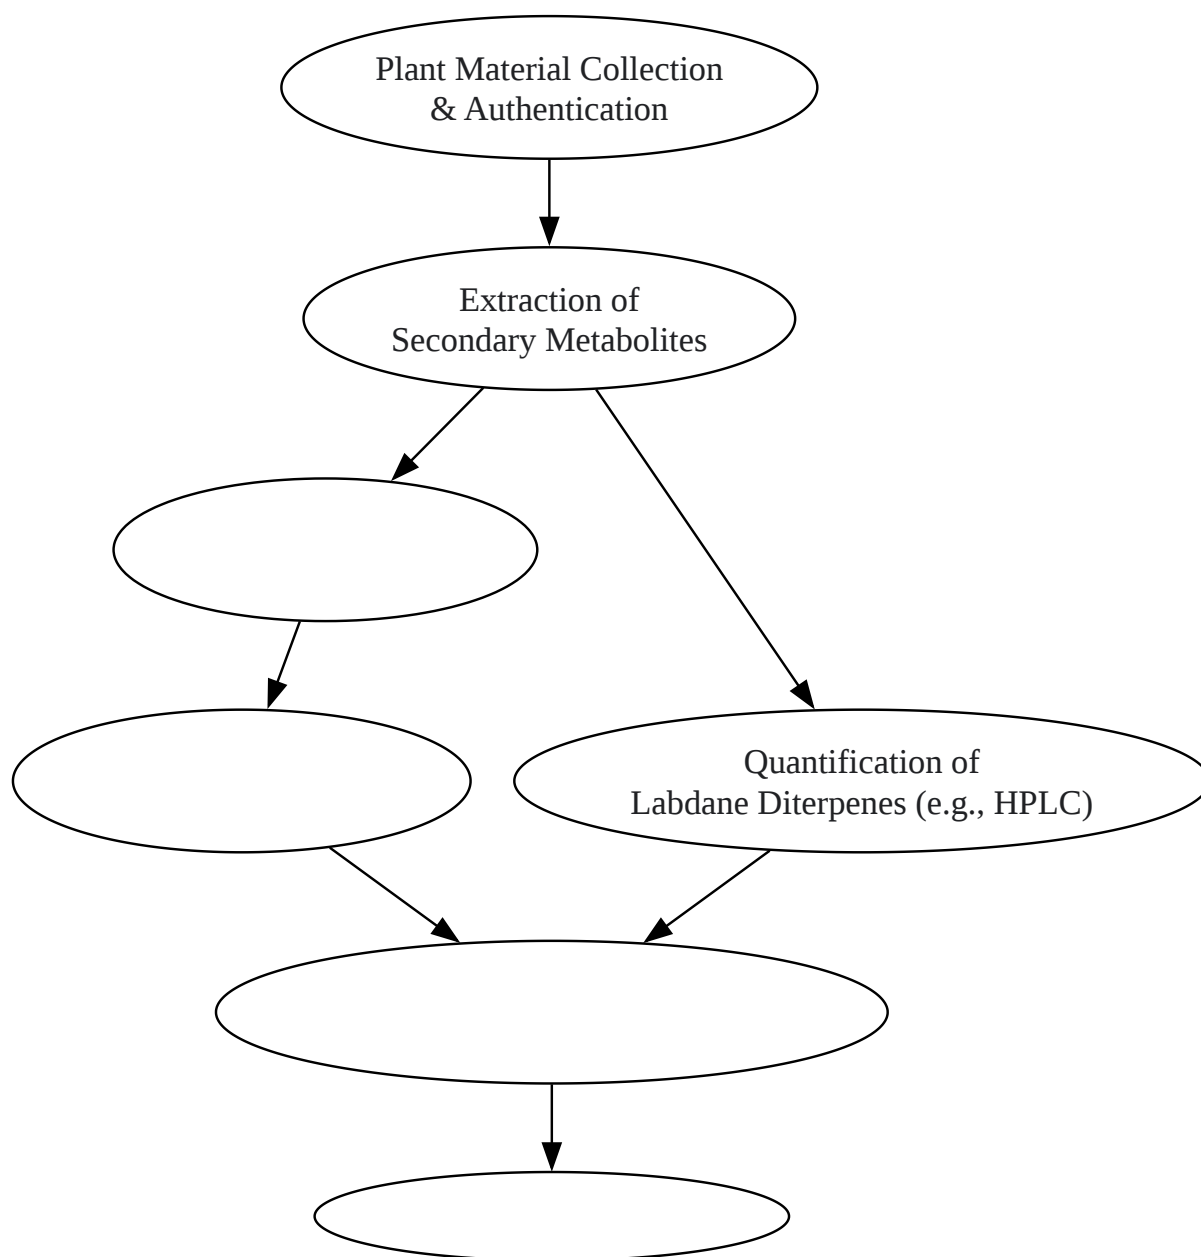 Plant Material Collection
& Authentication
Extraction of
Secondary Metabolites
Quantification of
Labdane Diterpenes (e.g., HPLC)